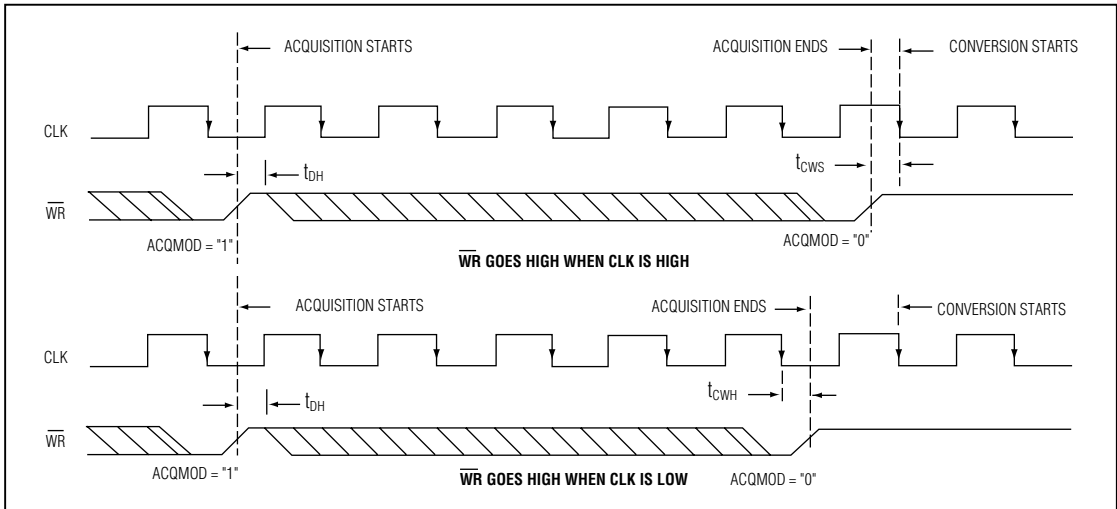 ACQUISITION STARTS
ACQUISITION ENDS
CONVERSION STARTS
CLK
tCWS
tDH
WR
ACQMOD = "1"
ACQMOD = "0"
WR GOES HIGH WHEN CLK IS HIGH
ACQUISITION STARTS
ACQUISITION ENDS
CONVERSION STARTS
CLK
tCWH
tDH
WR
ACQMOD = "1"
WR GOES HIGH WHEN CLK IS LOW
ACQMOD = "0"